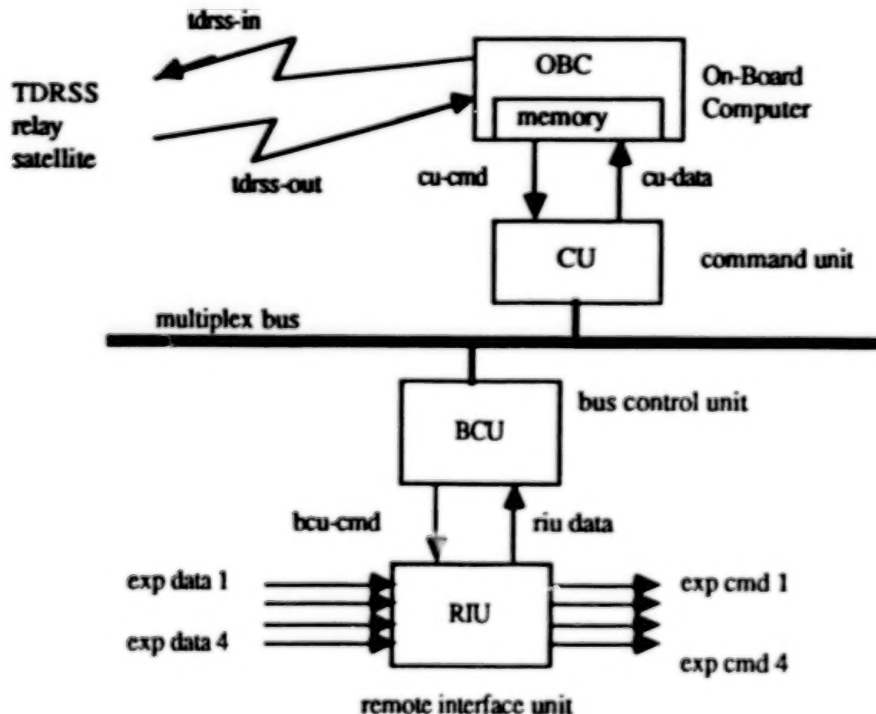 tdrss-in
OBC
On-Board
Computer
TDRSS
relay
satellite
memory
tdrss-out
cu-cmd
cu-data
CU
command unit
multiplex bus
bus control unit
BCU
bcu-cmd
riu data
exp data 1
exp cmd 1
RIU
exp data 4
exp cmd 4
remote interface unit